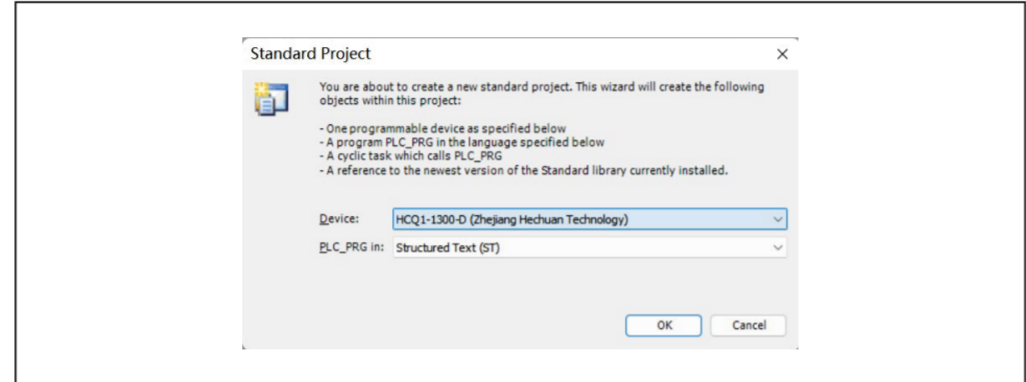 Standard Project
You are about to create a new standard project. This wizard will create the following
objects within this project:
- One programmable device as specified below
- A program PLC_PRG in the language specified below
- A cyclic task which calls PLC_PRG
- A reference to the newest version of the Standard library currently installed.
Device: HCQ1-1300-D (Zhejiang Hechuan Technology)
PLC_PRG in: Structured Text (ST)
OK Cancel